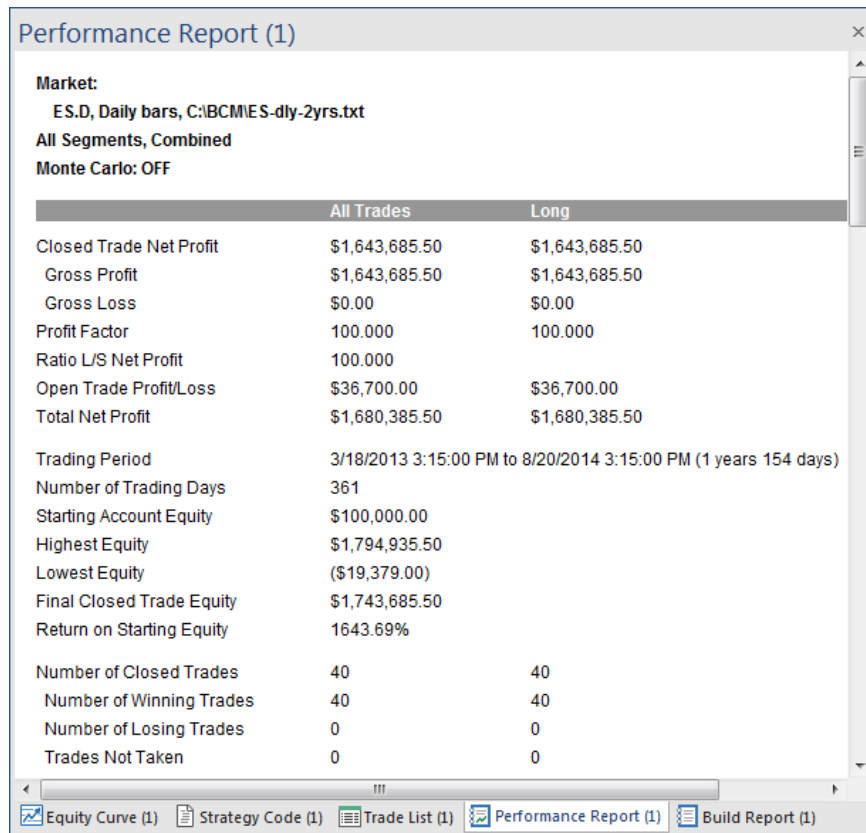 Performance Report (1)
Market:
ES.D, Daily bars, C:\BCM\ES-dly-2yrs.txt
All Segments, Combined
Monte Carlo: OFF
All Trades Long
Closed Trade Net Profit $1,643,685.50 $1,643,685.50
Gross Profit $1,643,685.50 $1,643,685.50
Gross Loss $0.00 $0.00
Profit Factor 100.000 100.000
Ratio L/S Net Profit 100.000
Open Trade Profit/Loss $36,700.00 $36,700.00
Total Net Profit $1,680,385.50 $1,680,385.50
Trading Period 3/18/2013 3:15:00 PM to 8/20/2014 3:15:00 PM (1 years 154 days)
Number of Trading Days 361
Starting Account Equity $100,000.00
Highest Equity $1,794,935.50
Lowest Equity ($19,379.00)
Final Closed Trade Equity $1,743,685.50
Return on Starting Equity 1643.69%
Number of Closed Trades 40 40
Number of Winning Trades 40 40
Number of Losing Trades 0 0
Trades Not Taken 0 0
Equity Curve (1) Strategy Code (1) Trade List (1) Performance Report (1) Build Report (1)